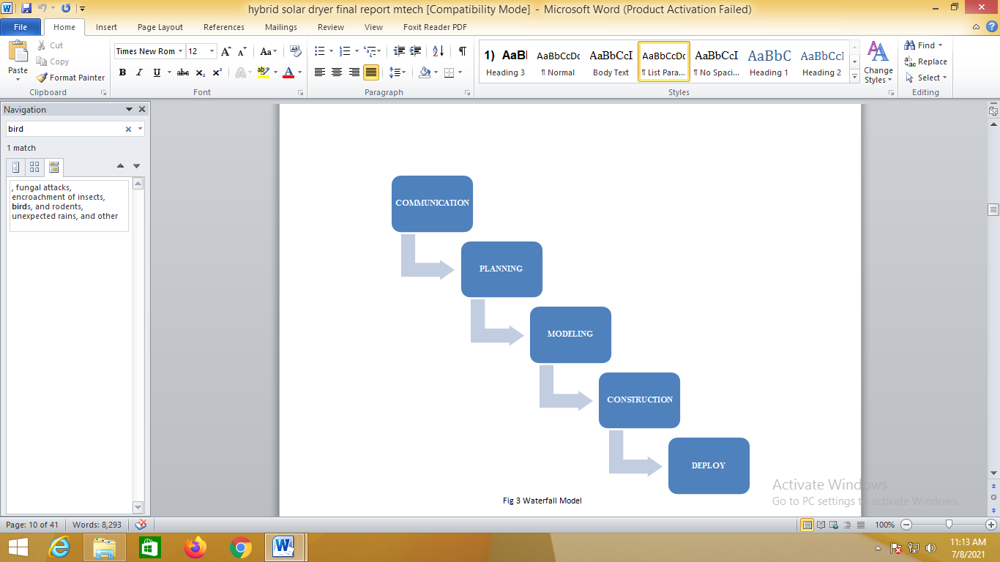 hybrid solar dryer final report mtech [Compatibility Mode] - Microsoft Word (Product Activation Failed)
File Home Insert Page Layout References Mailings Review View Foxit Reader PDF
Paste
Cut
Copy
Format Painter
Clipboard
Times New Rom 12
Font
Paragraph
1) AaBl AaBbCcDc AaBbCcI AaBbCcDc AaBbCcI AaBbC AaBbCcI
Heading 3 ¶ Normal Body Text ¶ List Para... ¶ No Spaci... Heading 1 Heading 2
Change Styles
Styles
Find
Replace
Select
Editing
Navigation
bird
1 match
, fungal attacks,
encroachment of insects,
birds, and rodents,
unexpected rains, and other
COMMUNICATION
PLANNING
MODELING
CONSTRUCTION
DEPLOY
Fig 3 Waterfall Model
Activate Windows
Go to PC settings to activate Windows.
Page: 10 of 41 Words: 8,293
100%
11:13 AM
7/8/2021